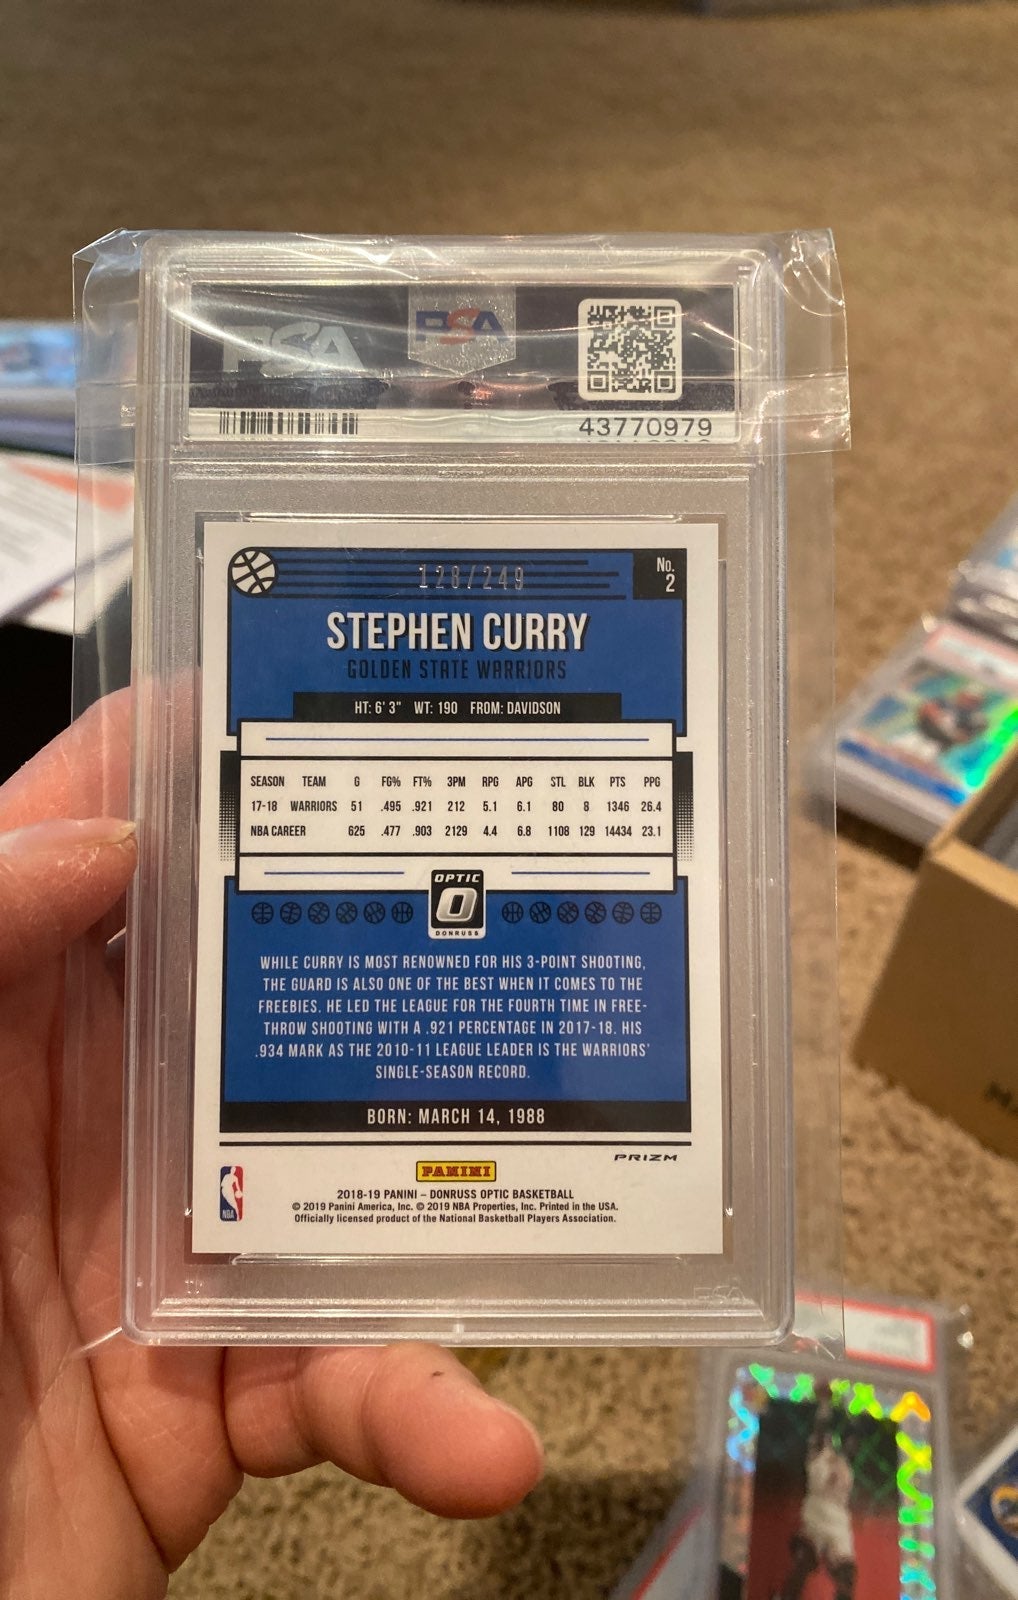 PSA PSA
43770979
128/249
No.
2
STEPHEN CURRY
GOLDEN STATE WARRIORS
HT: 6' 3" WT: 190 FROM: DAVIDSON
SEASON TEAM G FG% FT% 3PM RPG APG STL BLK PTS PPG
17-18 WARRIORS 51 .495 .921 212 5.1 6.1 80 8 1346 26.4
NBA CAREER 625 .477 .903 2129 4.4 6.8 1108 129 14434 23.1
OPTIC
O
DONRUSS
WHILE CURRY IS MOST RENOWNED FOR HIS 3-POINT SHOOTING,
THE GUARD IS ALSO ONE OF THE BEST WHEN IT COMES TO THE
FREEBIES. HE LED THE LEAGUE FOR THE FOURTH TIME IN FREE-
THROW SHOOTING WITH A .921 PERCENTAGE IN 2017-18. HIS
.934 MARK AS THE 2010-11 LEAGUE LEADER IS THE WARRIORS'
SINGLE-SEASON RECORD.
BORN: MARCH 14, 1988
PRIZM
PANINI
NBA
2018-19 PANINI – DONRUSS OPTIC BASKETBALL
© 2019 Panini America, Inc. © 2019 NBA Properties, Inc. Printed in the USA.
Officially licensed product of the National Basketball Players Association.
PSA